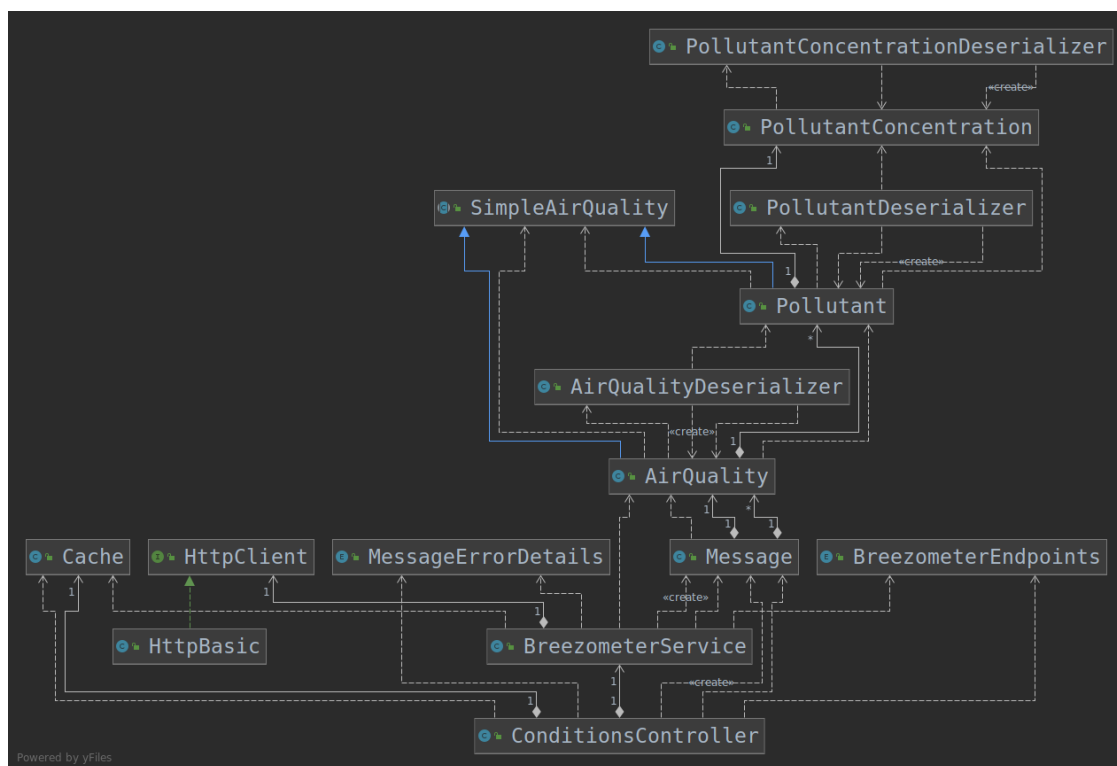 PollutantConcentrationDeserializer
«create»
PollutantConcentration
1
SimpleAirQuality
PollutantDeserializer
«create»
1
Pollutant
*
AirQualityDeserializer
«create»
1
AirQuality
1 *
1 1
Cache
HttpClient
MessageErrorDetails
Message
BreezometerEndpoints
1 1
«create»
1
HttpBasic
BreezometerService
1
«create»
1 1
ConditionsController
Powered by yFiles